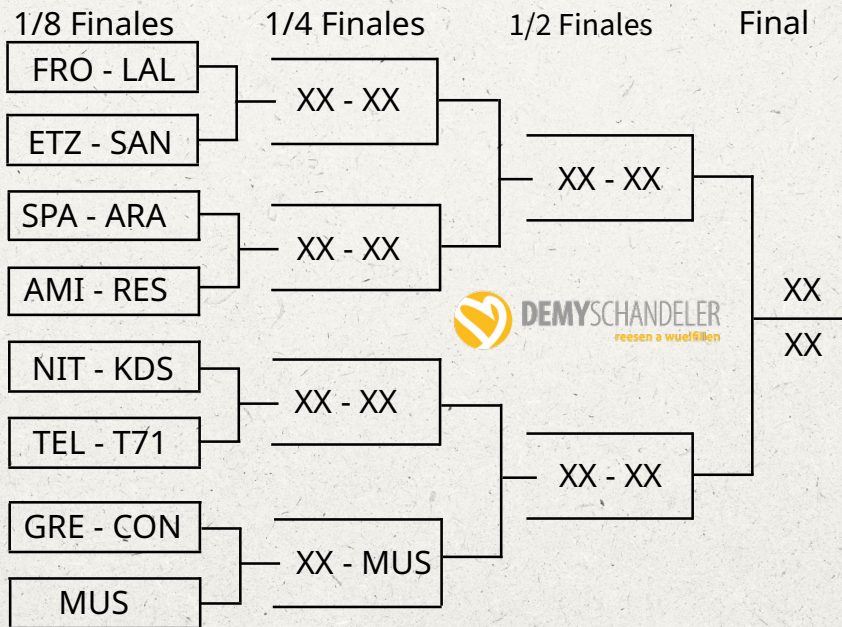 1/8 Finales
1/4 Finales
1/2 Finales
Final
FRO - LAL
ETZ - SAN
SPA - ARA
AMI - RES
NIT - KDS
TEL - T71
GRE - CON
MUS
XX - XX
XX - XX
XX - XX
XX - MUS
XX - XX
XX - XX
XX
XX
DEMYSCHANDELER
reesen a wuelfillen